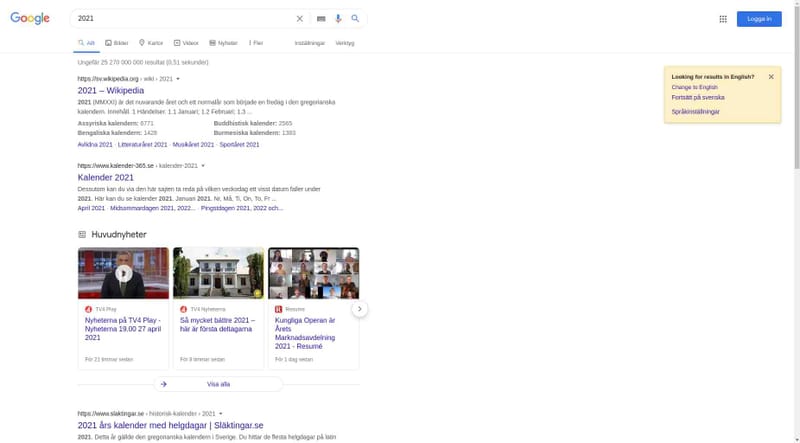 Google
2021
Logga in
Allt
Bilder
Kartor
Videor
Nyheter
Fler
Inställningar
Verktyg
Ungefär 25 270 000 000 resultat (0,51 sekunder)
Looking for results in English?
Change to English
Fortsätt på svenska
Språkinställningar
https://sv.wikipedia.org › wiki › 2021
2021 – Wikipedia
2021 (MMXXI) är det nuvarande året och ett normalår som började en fredag i den gregorianska
kalendern. Innehåll. 1 Händelser. 1.1 Januari; 1.2 Februari; 1.3 ...
Assyriska kalendern: 6771 Buddhistisk kalender: 2565
Bengaliska kalendern: 1428 Burmesiska kalendern: 1383
Avlidna 2021 · Litteraturåret 2021 · Musikåret 2021 · Sportåret 2021
https://www.kalender-365.se › kalender-2021
Kalender 2021
Dessutom kan du via den här sajten ta reda på vilken veckodag ett visst datum faller under
2021. Här kan du se kalender 2021. Januari 2021. Nr, Må, Ti, On, To, Fr ...
April 2021 · Midsommardagen 2021, 2022... · Pingstdagen 2021, 2022 och...
Huvudnyheter
TV4 Play
Nyheterna på TV4 Play -
Nyheterna 19.00 27 april
2021
För 21 timmar sedan
TV4 Nyheterna
Så mycket bättre 2021 –
här är första deltagarna
För 8 timmar sedan
Resumé
Kungliga Operan är
Årets
Marknadsavdelning
2021 - Resumé
För 1 dag sedan
Visa alla
https://www.slaktingar.se › historisk-kalender › 2021
2021 års kalender med helgdagar | Släktingar.se
2021. Detta år gällde den gregorianska kalendern i Sverige. Du hittar de flesta helgdagar på latin